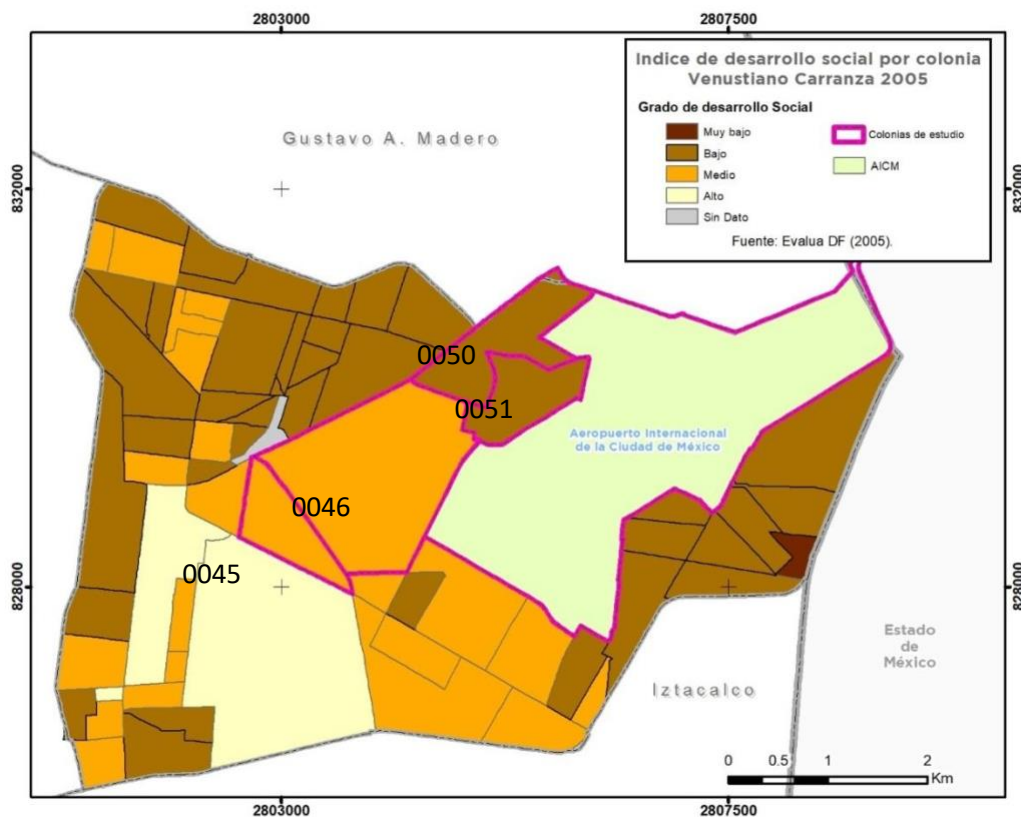 2803000
2807500
Indice de desarrollo social por colonia
Venustiano Carranza 2005
Grado de desarrollo Social
Muy bajo
Bajo
Medio
Alto
Sin Dato
Colonias de estudio
AICM
Fuente: Evalua DF (2005).
Gustavo A. Madero
832000
832000
0050
0051
Aeropuerto Internacional
de la Ciudad de México
0046
0045
828000
828000
Estado
de
México
Iztacalco
0 0.5 1 2
Km
2803000
2807500